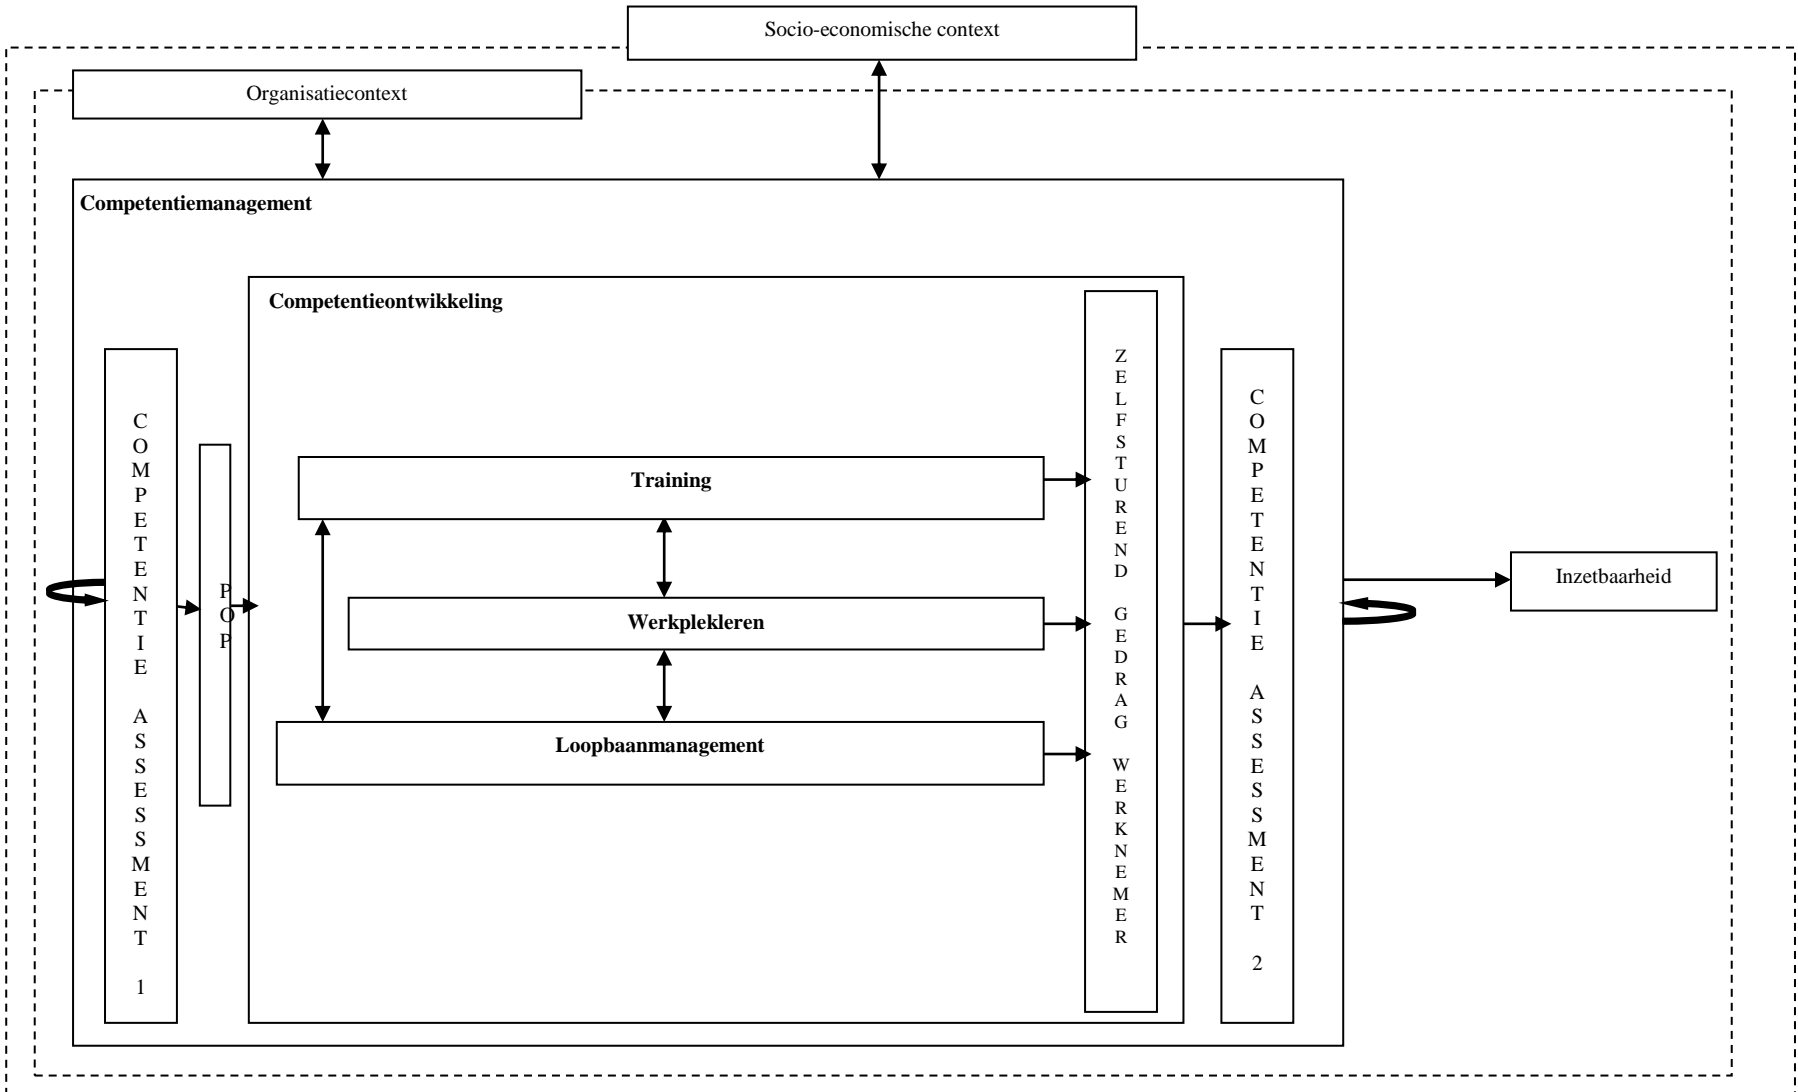 Socio-economische context
Organisatiecontext
Competentiemanagement
Competentieontwikkeling
COMPETENTIE ASSESSMENT 1
POP
Training
Werkplekleren
Loopbaanmanagement
ZELFSTUREND GEDRAG WERKNEMER
COMPETENTIE ASSESSMENT 2
Inzetbaarheid